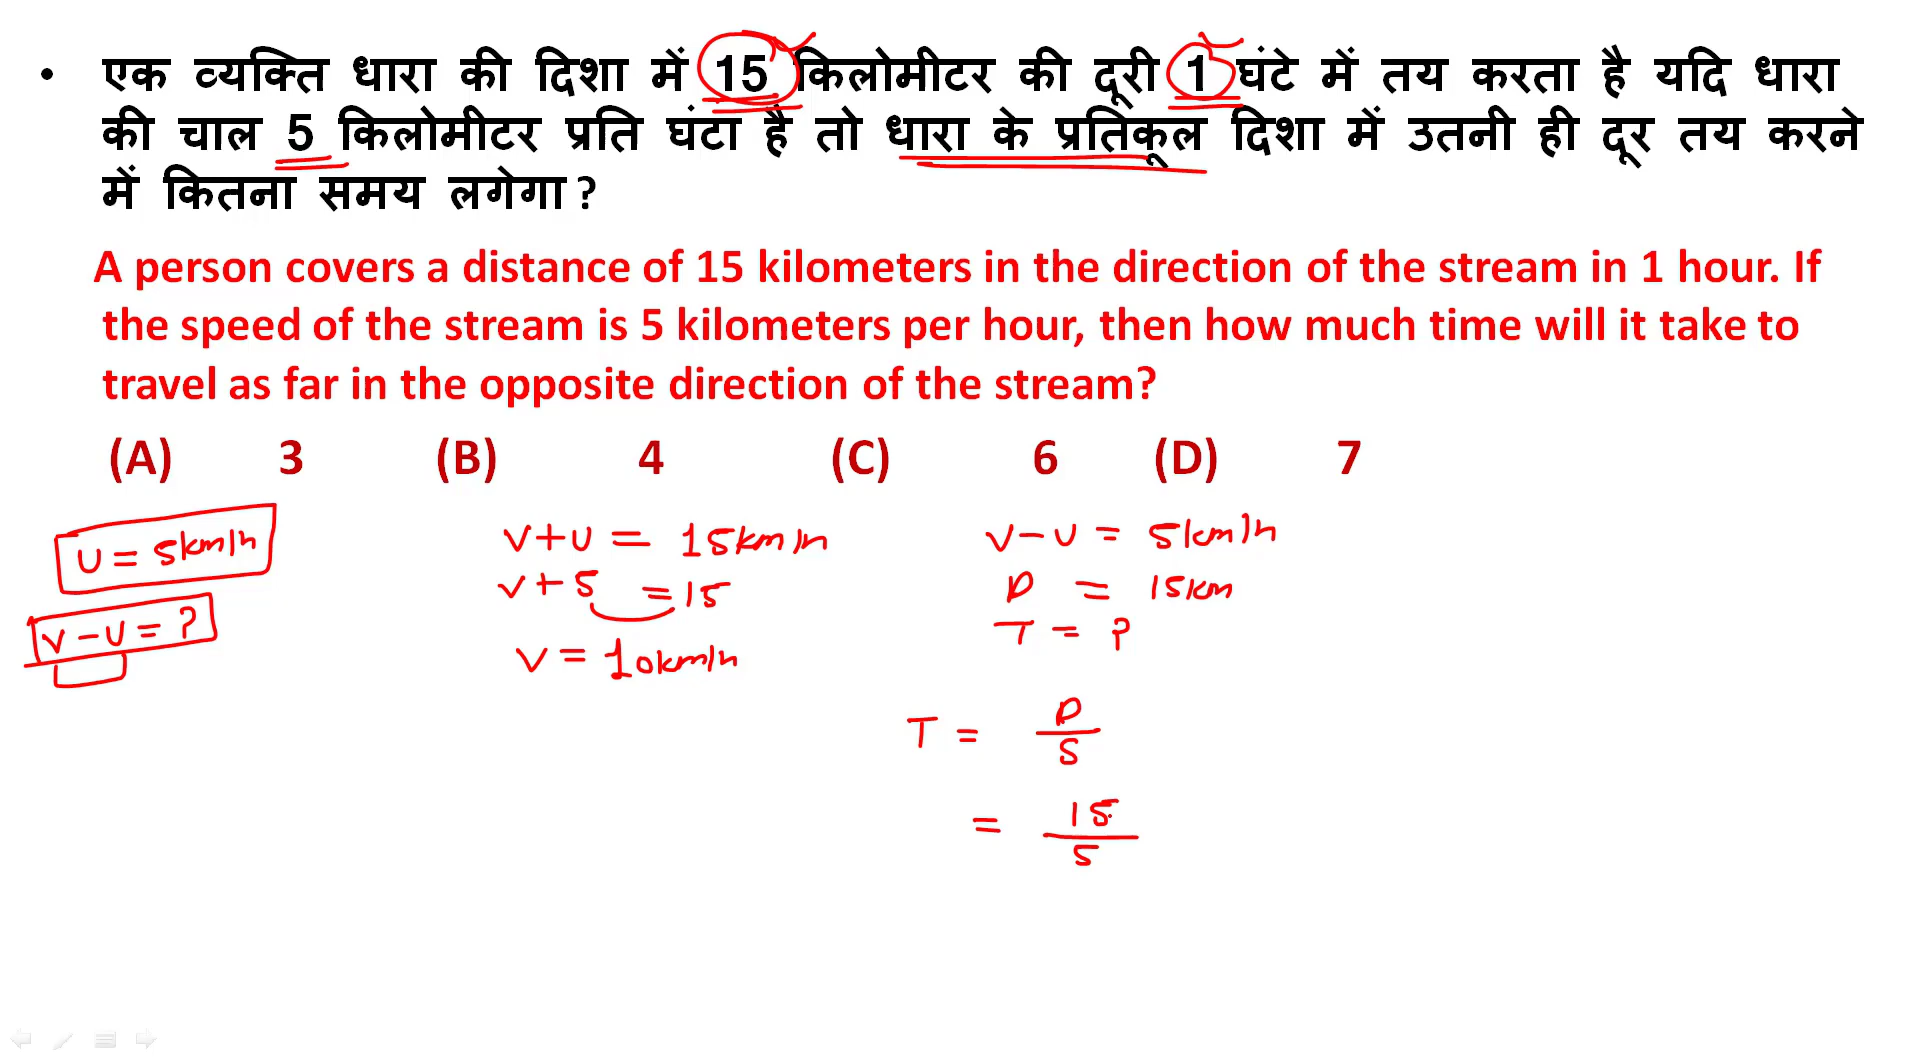 • एक व्यक्ति धारा की दिशा में 15 किलोमीटर की दूरी 1 घंटे में तय करता है यदि धारा
की चाल 5 किलोमीटर प्रति घंटा है तो धारा के प्रतिकूल दिशा में उतनी ही दूर तय करने
में कितना समय लगेगा?
A person covers a distance of 15 kilometers in the direction of the stream in 1 hour. If
the speed of the stream is 5 kilometers per hour, then how much time will it take to
travel as far in the opposite direction of the stream?
(A) 3 (B) 4 (C) 6 (D) 7
U = 5km/h
V - U = ?
V + U = 15km/h
V + 5 = 15
V = 10km/h
V - U = 5km/h
D = 15km
T = ?
T = D/S
= 15/5